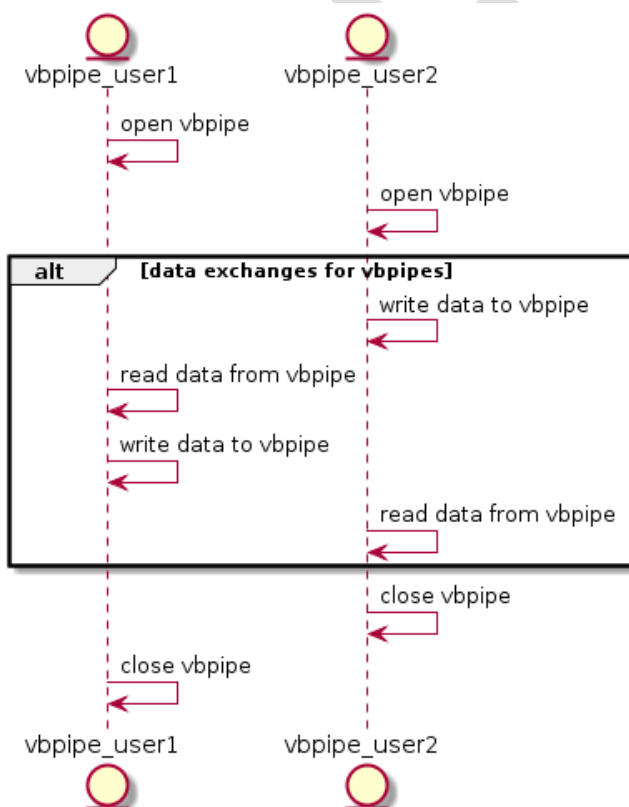 vbpipe_user1 vbpipe_user2
open vbpipe
open vbpipe
alt [data exchanges for vbpipes]
write data to vbpipe
read data from vbpipe
write data to vbpipe
read data from vbpipe
close vbpipe
close vbpipe
vbpipe_user1 vbpipe_user2